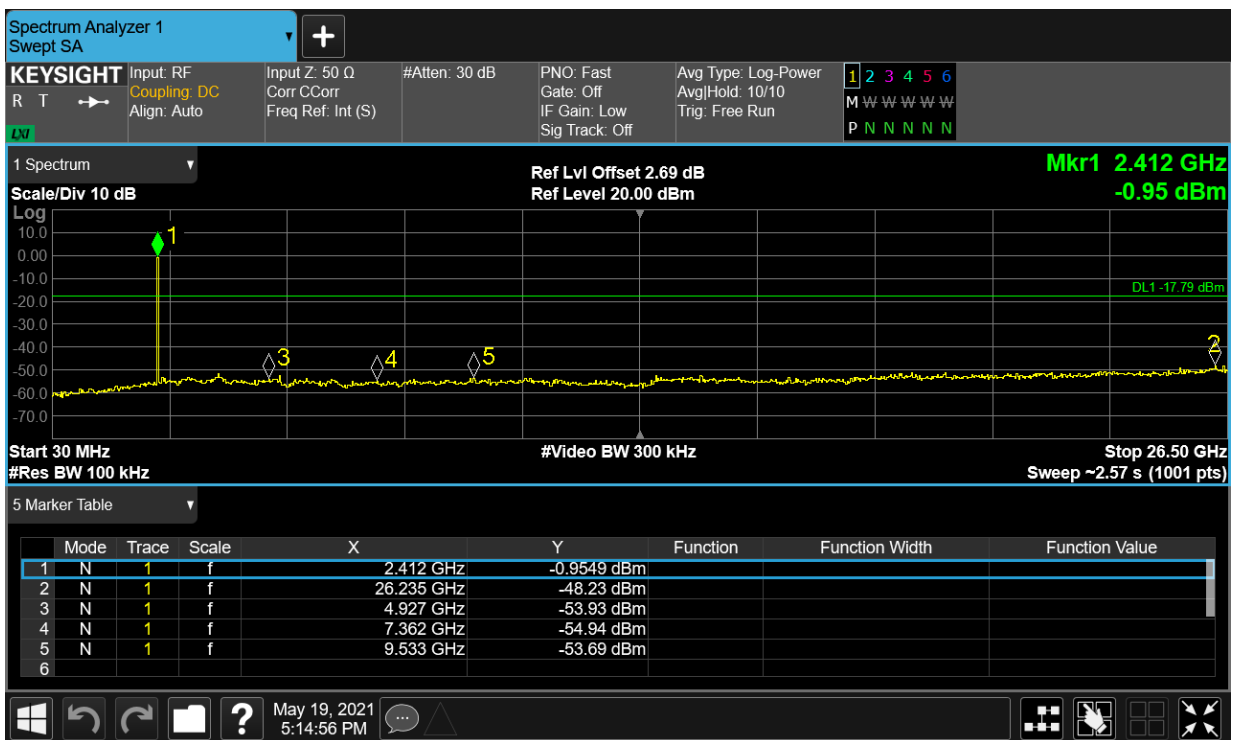 Spectrum Analyzer 1
Swept SA
+
KEYSIGHT Input: RF Input Z: 50 Ω #Atten: 30 dB PNO: Fast Avg Type: Log-Power 1 2 3 4 5 6
R T Coupling: DC Corr CCorr Gate: Off Avg|Hold: 10/10 M W W W W W
Align: Auto Freq Ref: Int (S) IF Gain: Low Trig: Free Run
LXI Sig Track: Off P N N N N N
1 Spectrum Ref Lvl Offset 2.69 dB Mkr1 2.412 GHz
Scale/Div 10 dB Ref Level 20.00 dBm -0.95 dBm
Log
10.0 1
0.00
-10.0
DL1 -17.79 dBm
-20.0
-30.0
-40.0 2
3 4 5
-50.0
-60.0
-70.0
Start 30 MHz #Video BW 300 kHz Stop 26.50 GHz
#Res BW 100 kHz Sweep ~2.57 s (1001 pts)
5 Marker Table
Mode Trace Scale X Y Function Function Width Function Value
1 N 1 f 2.412 GHz -0.9549 dBm
2 N 1 f 26.235 GHz -48.23 dBm
3 N 1 f 4.927 GHz -53.93 dBm
4 N 1 f 7.362 GHz -54.94 dBm
5 N 1 f 9.533 GHz -53.69 dBm
6
? May 19, 2021
5:14:56 PM